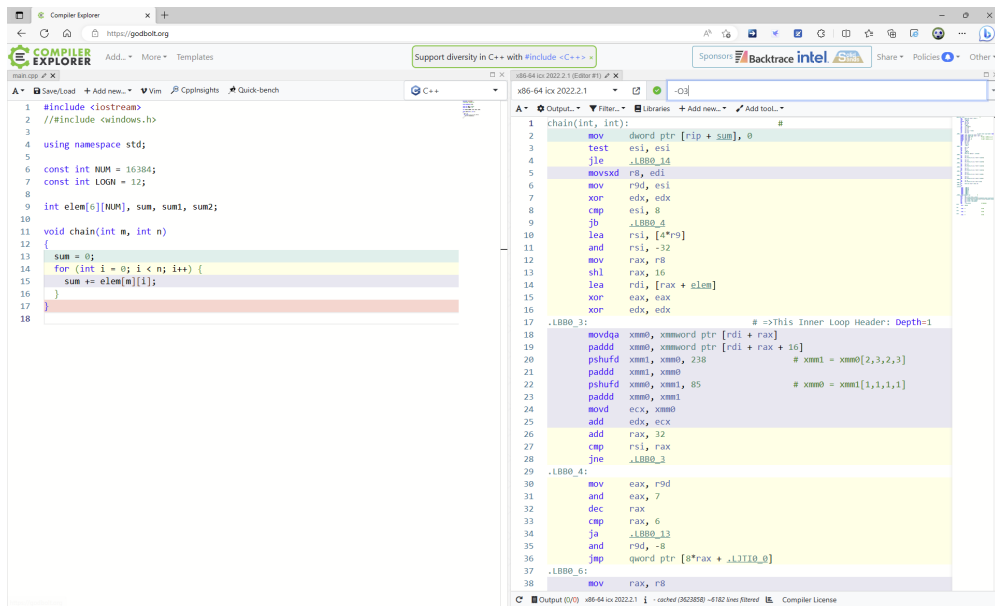 Compiler Explorer
https://godbolt.org
COMPILER
EXPLORER
Add...
More
Templates
Support diversity in C++ with #include <C++> ×
Sponsors
Backtrace
intel.
Share
Policies
Other
main.cpp
A
Save/Load
+ Add new...
Vim
CppInsights
Quick-bench
C++
1 #include <iostream>
2 //#include <windows.h>
3
4 using namespace std;
5
6 const int NUM = 16384;
7 const int LOGN = 12;
8
9 int elem[6][NUM], sum, sum1, sum2;
10
11 void chain(int m, int n)
12 {
13 sum = 0;
14 for (int i = 0; i < n; i++) {
15 sum += elem[m][i];
16 }
17 }
18
x86-64 icx 2022.2.1 (Editor #1)
x86-64 icx 2022.2.1
-O3
A
Output...
Filter...
Libraries
+ Add new...
Add tool...
1 chain(int, int): #
2 mov dword ptr [rip + sum], 0
3 test esi, esi
4 jle .LBB0_14
5 movsxd r8, edi
6 mov r9d, esi
7 xor edx, edx
8 cmp esi, 8
9 jb .LBB0_4
10 lea rsi, [4*r9]
11 and rsi, -32
12 mov rax, r8
13 shl rax, 16
14 lea rdi, [rax + elem]
15 xor eax, eax
16 xor edx, edx
17 .LBB0_3: # =>This Inner Loop Header: Depth=1
18 movdqa xmm0, xmmword ptr [rdi + rax]
19 paddd xmm0, xmmword ptr [rdi + rax + 16]
20 pshufd xmm1, xmm0, 238 # xmm1 = xmm0[2,3,2,3]
21 paddd xmm1, xmm0
22 pshufd xmm0, xmm1, 85 # xmm0 = xmm1[1,1,1,1]
23 paddd xmm0, xmm1
24 movd ecx, xmm0
25 add edx, ecx
26 add rax, 32
27 cmp rsi, rax
28 jne .LBB0_3
29 .LBB0_4:
30 mov eax, r9d
31 and eax, 7
32 dec rax
33 cmp rax, 6
34 ja .LBB0_13
35 and r9d, -8
36 jmp qword ptr [8*rax + .LJTI0_0]
37 .LBB0_6:
38 mov rax, r8
Output (0/0) x86-64 icx 2022.2.1 i - cached (3623858) ~6182 lines filtered Compiler License